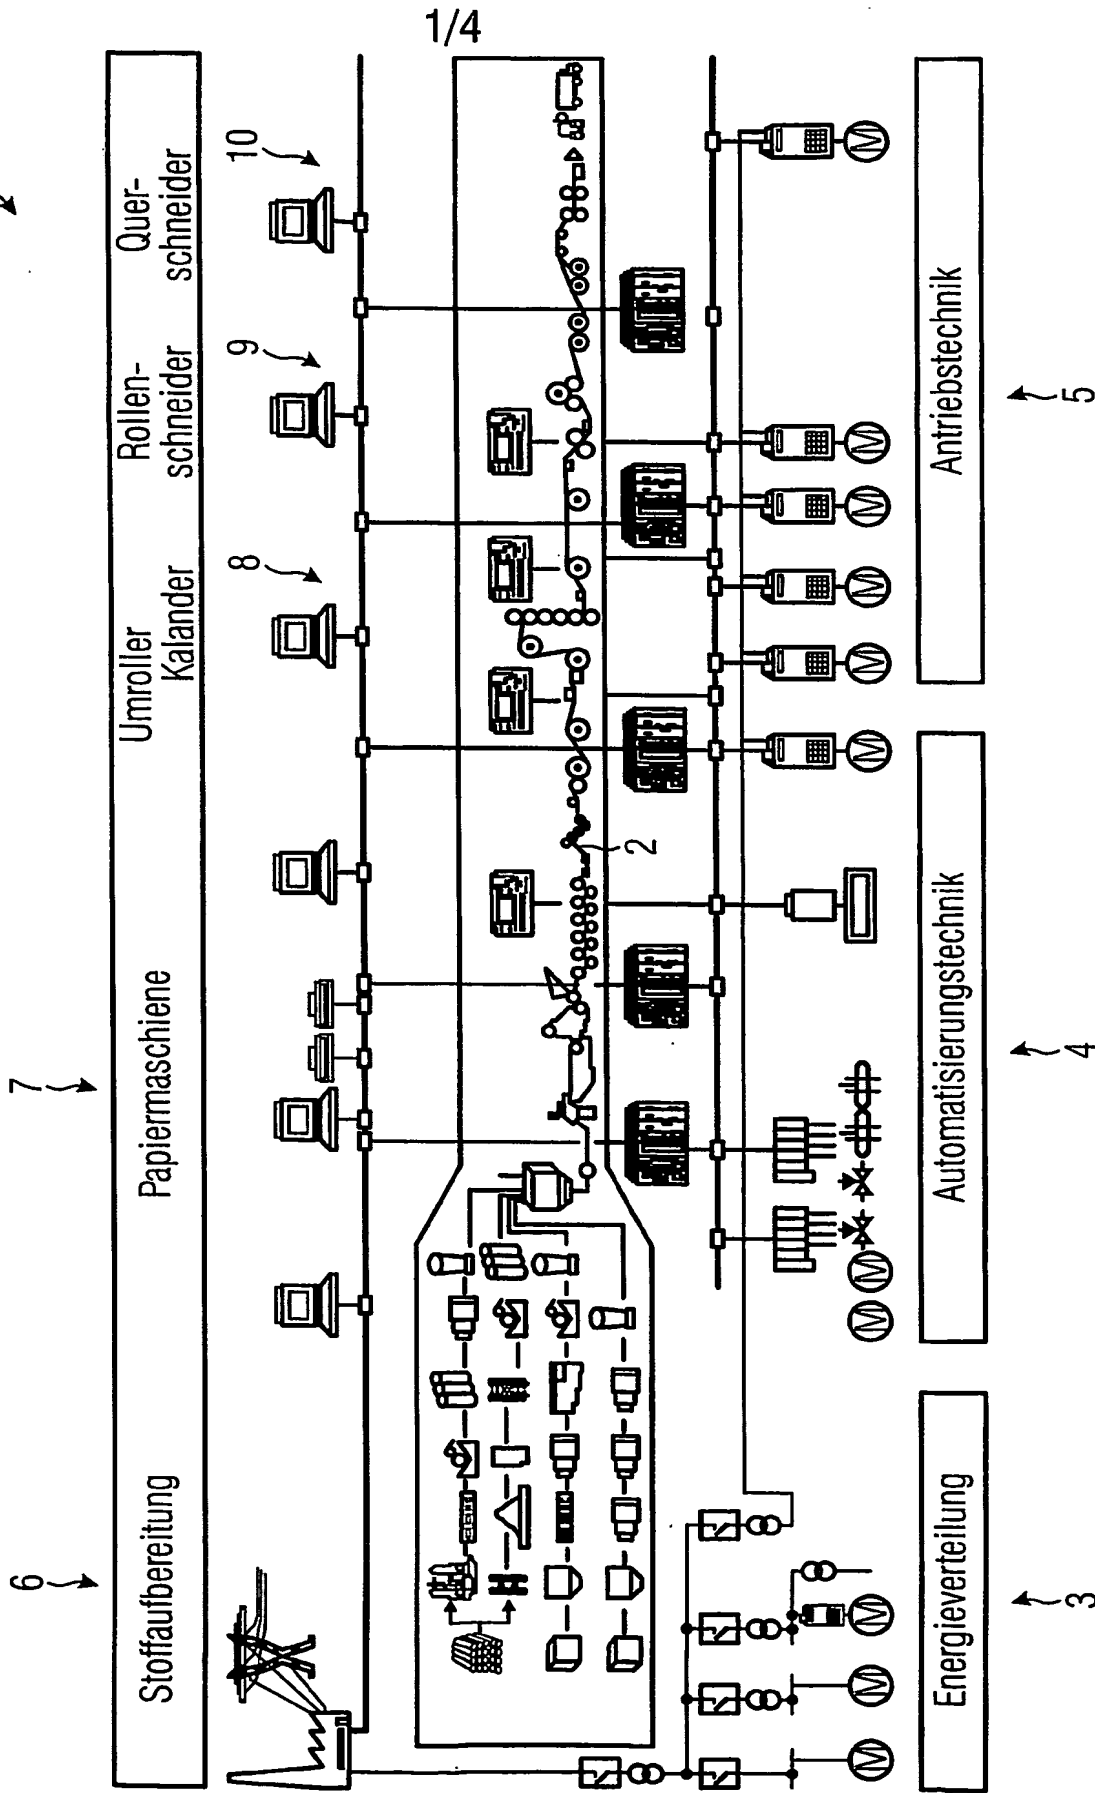 1/4
6
7
8
9
10
Stoffaufbereitung
Papiermaschiene
Umroller
Kalander
Rollen-
schneider
Quer-
schneider
2
M
M
M
M
M
M
M
M
M
M
M
Energieverteilung
Automatisierungstechnik
Antriebstechnik
3
4
5